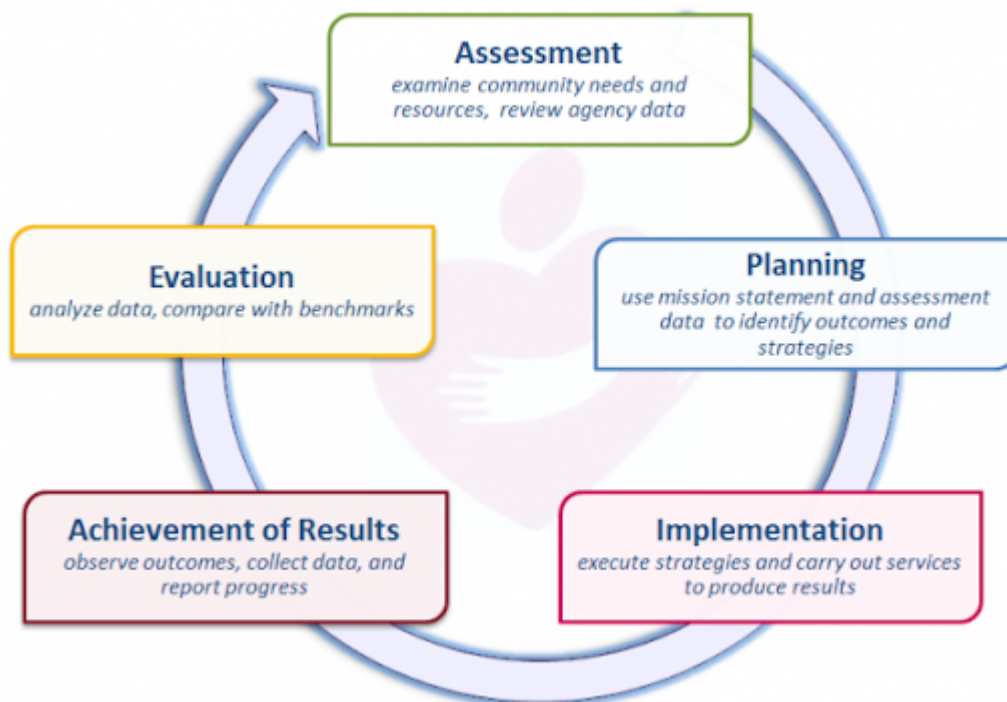 Assessment
examine community needs and
resources, review agency data
Planning
use mission statement and assessment
data to identify outcomes and
strategies
Implementation
execute strategies and carry out services
to produce results
Achievement of Results
observe outcomes, collect data, and
report progress
Evaluation
analyze data, compare with benchmarks